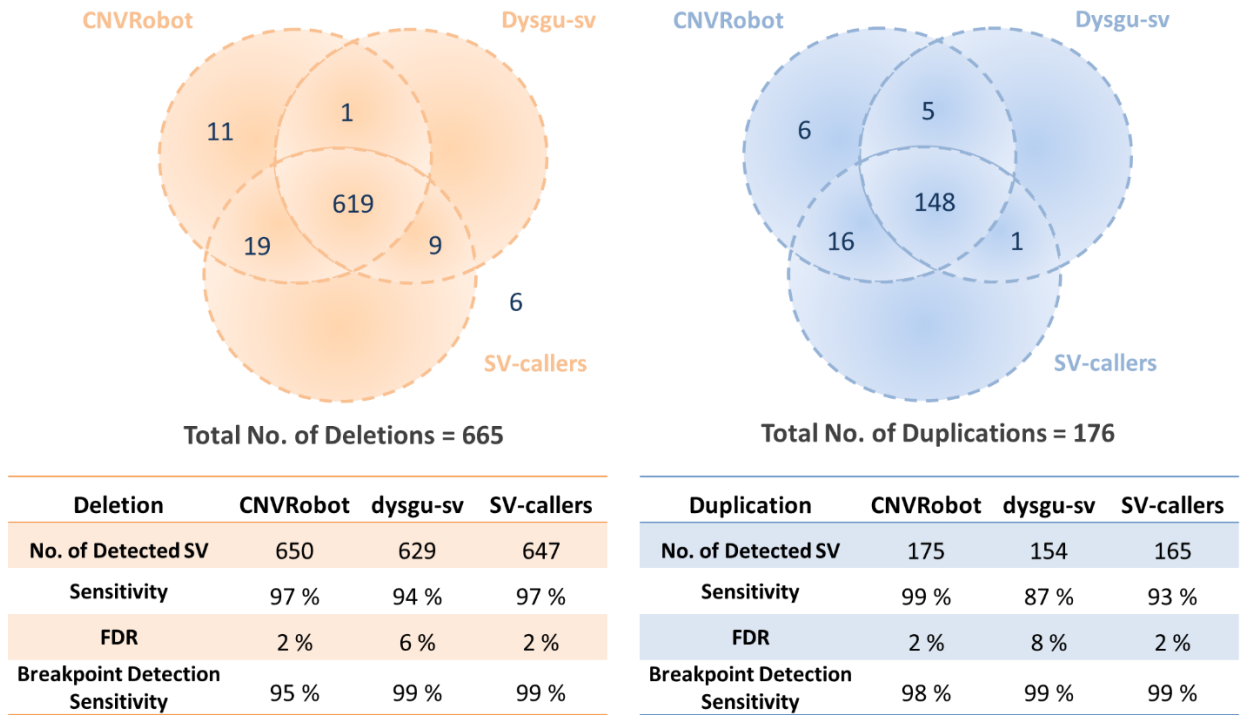 CNVRobot
Dysgu-sv
11
1
619
19
9
6
SV-callers
Total No. of Deletions = 665
CNVRobot
Dysgu-sv
6
5
148
16
1
SV-callers
Total No. of Duplications = 176
Deletion CNVRobot dysgu-sv SV-callers
No. of Detected SV 650 629 647
Sensitivity 97 % 94 % 97 %
FDR 2 % 6 % 2 %
Breakpoint Detection
Sensitivity 95 % 99 % 99 %
Duplication CNVRobot dysgu-sv SV-callers
No. of Detected SV 175 154 165
Sensitivity 99 % 87 % 93 %
FDR 2 % 8 % 2 %
Breakpoint Detection
Sensitivity 98 % 99 % 99 %